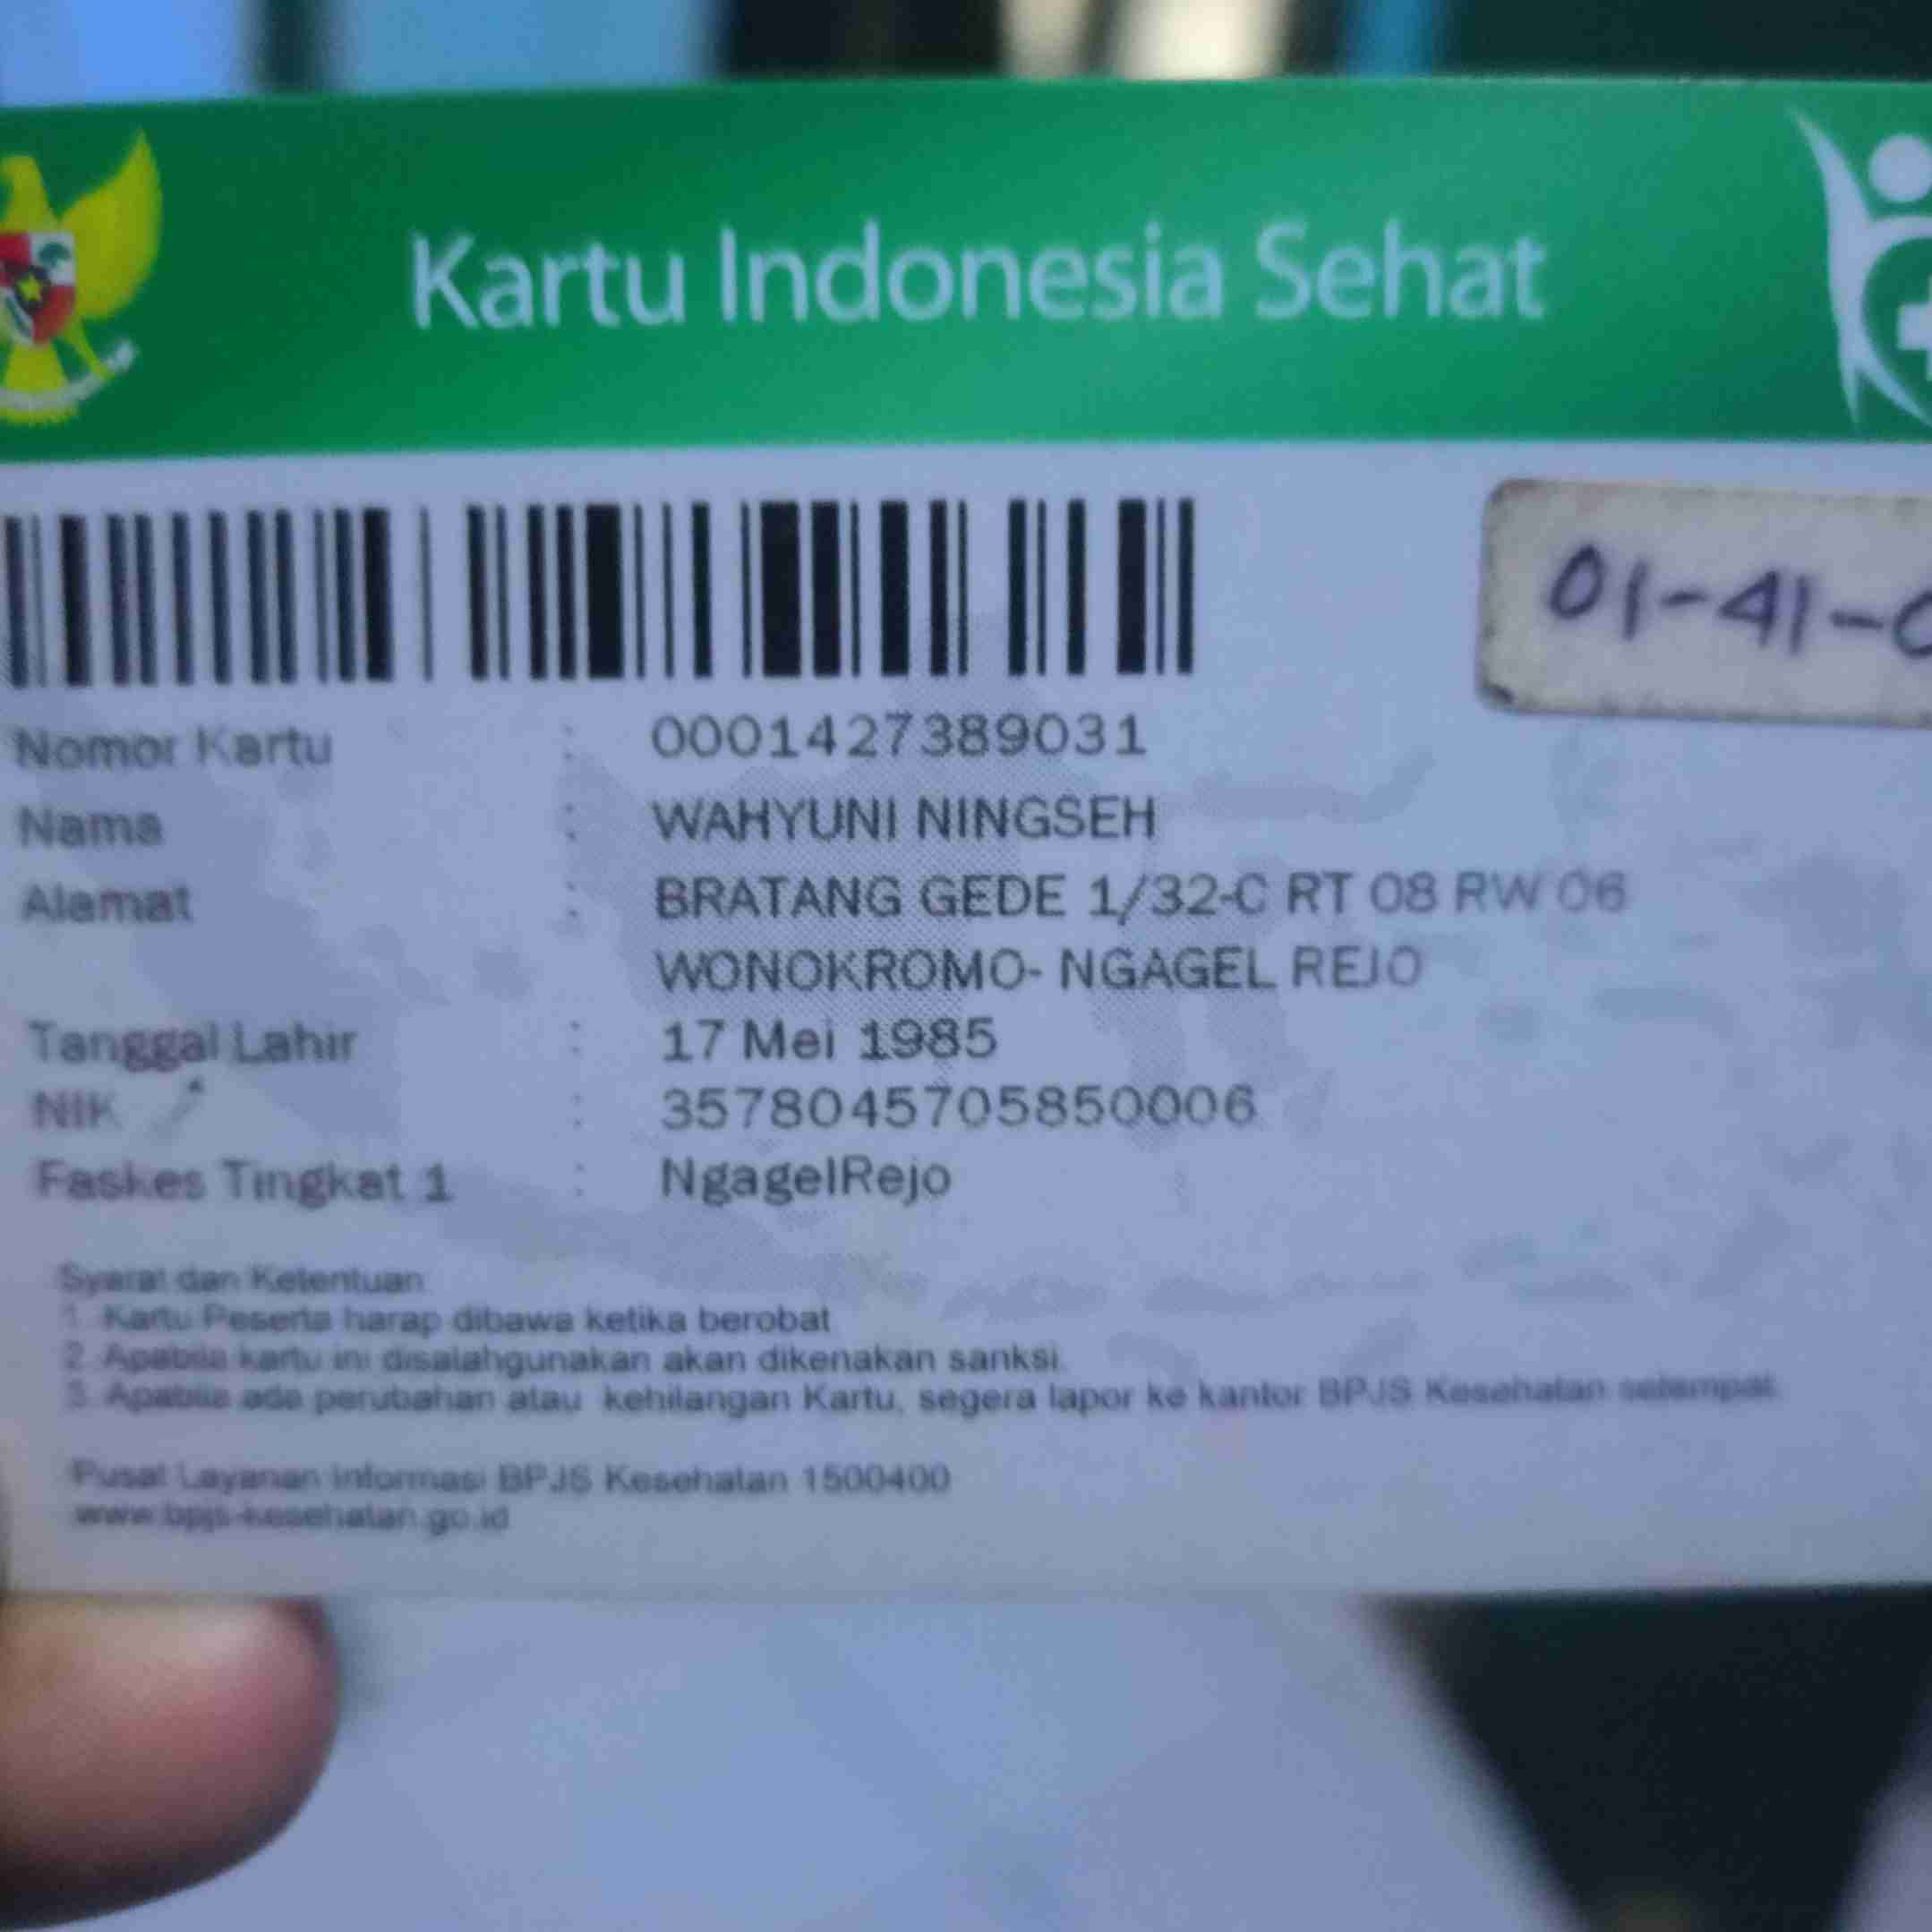 Kartu Indonesia Sehat
01-41-
Nomor Kartu : 0001427389031
Nama : WAHYUNI NINGSEH
Alamat : BRATANG GEDE 1/32-C RT 08 RW 06
WONOKROMO- NGAGEL REJO
Tanggal Lahir : 17 Mei 1985
NIK : 3578045705850006
Faskes Tingkat 1 : NgagelRejo
Syarat dan Ketentuan
1. Kartu Peserta harap dibawa ketika berobat
2. Apabila kartu ini disalahgunakan akan dikenakan sanksi.
3. Apabila ada perubahan atau kehilangan Kartu, segera lapor ke kantor BPJS Kesehatan setempat.
Pusat Layanan Informasi BPJS Kesehatan 1500400
www.bpjs-kesehatan.go.id